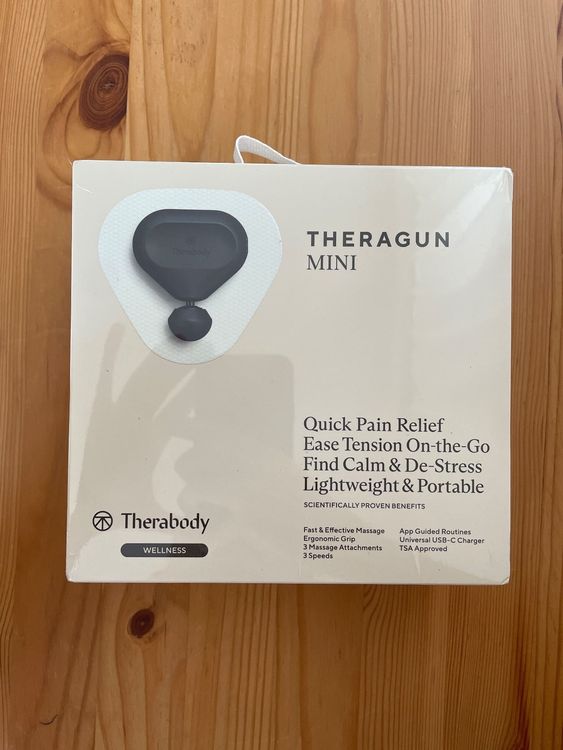 Therabody
THERAGUN
MINI
Quick Pain Relief
Ease Tension On-the-Go
Find Calm & De-Stress
Lightweight & Portable
SCIENTIFICALLY PROVEN BENEFITS
Fast & Effective Massage
Ergonomic Grip
3 Massage Attachments
3 Speeds
App Guided Routines
Universal USB-C Charger
TSA Approved
Therabody
WELLNESS